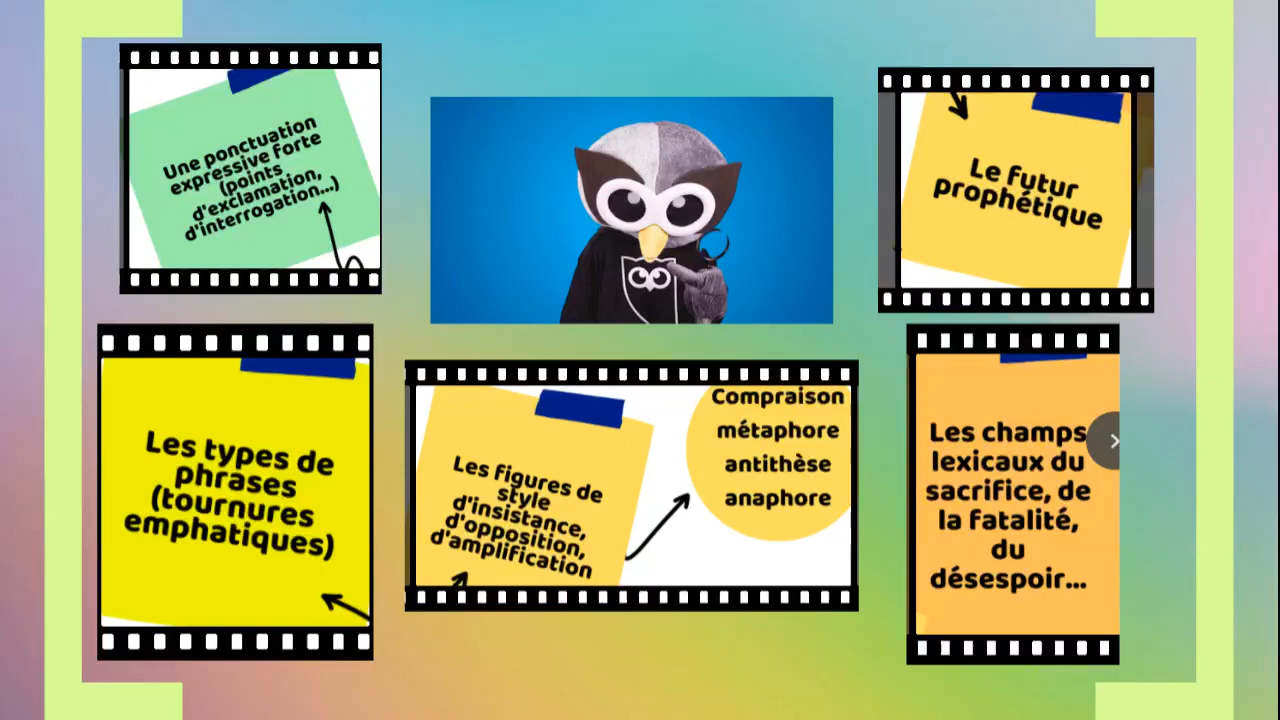 Une ponctuation
expressive forte
(points
d'exclamation,
d'interrogation...)
Le futur
prophétique
Les types de
phrases
(tournures
emphatiques)
Les figures de
style
d'insistance,
d'opposition,
d'amplification
Compraison
métaphore
antithèse
anaphore
Les champs
lexicaux du
sacrifice, de
la fatalité,
du
désespoir...